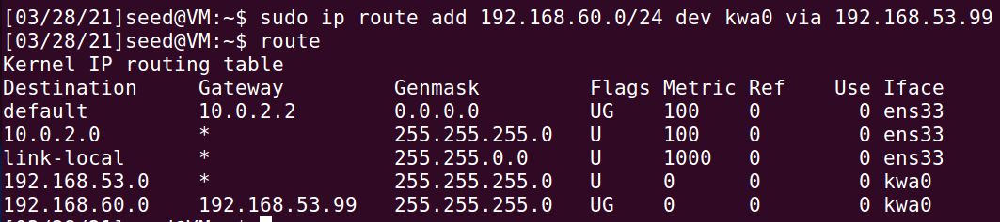 [03/28/21]seed@VM:~$ sudo ip route add 192.168.60.0/24 dev kwa0 via 192.168.53.99
[03/28/21]seed@VM:~$ route
Kernel IP routing table
Destination     Gateway         Genmask         Flags Metric Ref    Use Iface
default         10.0.2.2        0.0.0.0         UG    100    0        0 ens33
10.0.2.0        *               255.255.255.0   U     100    0        0 ens33
link-local      *               255.255.0.0     U     1000   0        0 ens33
192.168.53.0    *               255.255.255.0   U     0      0        0 kwa0
192.168.60.0    192.168.53.99   255.255.255.0   UG    0      0        0 kwa0
[03/28/21]seed@VM:~$